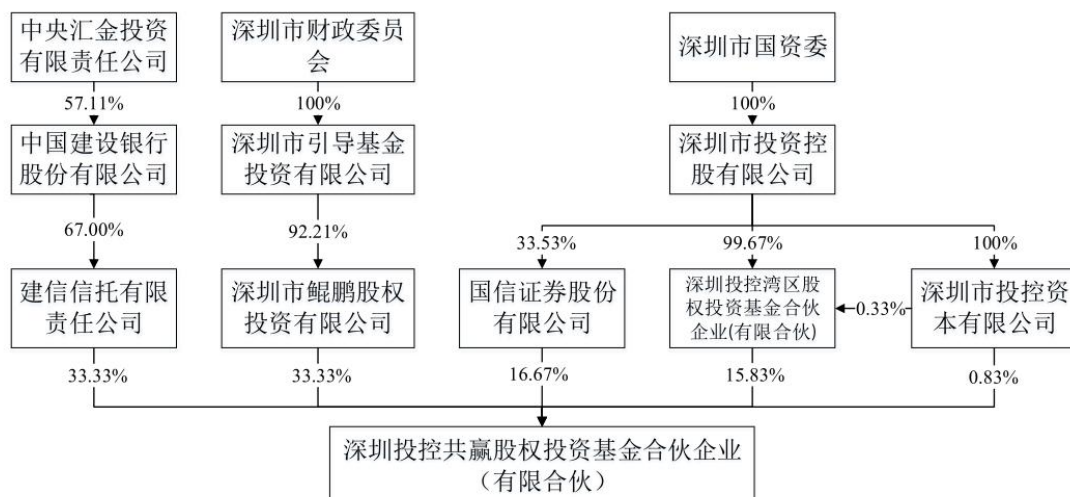 中央汇金投资
有限责任公司
深圳市财政委员
会
深圳市国资委
57.11%
100%
100%
中国建设银行
股份有限公司
深圳市引导基金
投资有限公司
深圳市投资控
股有限公司
67.00%
92.21%
33.53%
99.67%
100%
建信信托有限
责任公司
深圳市鲲鹏股权
投资有限公司
国信证券股份
有限公司
深圳投控湾区股
权投资基金合伙
企业(有限合伙)
0.33%
深圳市投控资
本有限公司
33.33%
33.33%
16.67%
15.83%
0.83%
深圳投控共赢股权投资基金合伙企业
（有限合伙）